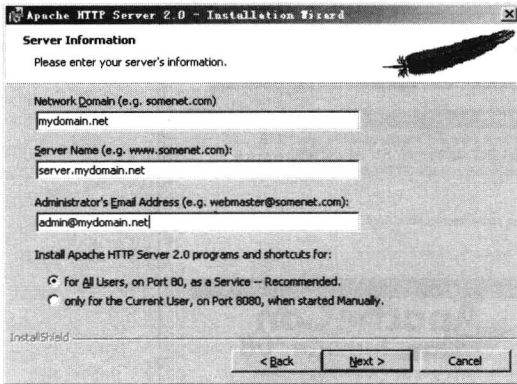 Apache HTTP Server 2.0 - Installation Wizard
Server Information
Please enter your server's information.
Network Domain (e.g. somenet.com)
mydomain.net
Server Name (e.g. www.somenet.com):
server.mydomain.net
Administrator's Email Address (e.g. webmaster@somenet.com):
admin@mydomain.net
Install Apache HTTP Server 2.0 programs and shortcuts for:
for All Users, on Port 80, as a Service -- Recommended.
only for the Current User, on Port 8080, when started Manually.
InstallShield
< Back
Next >
Cancel